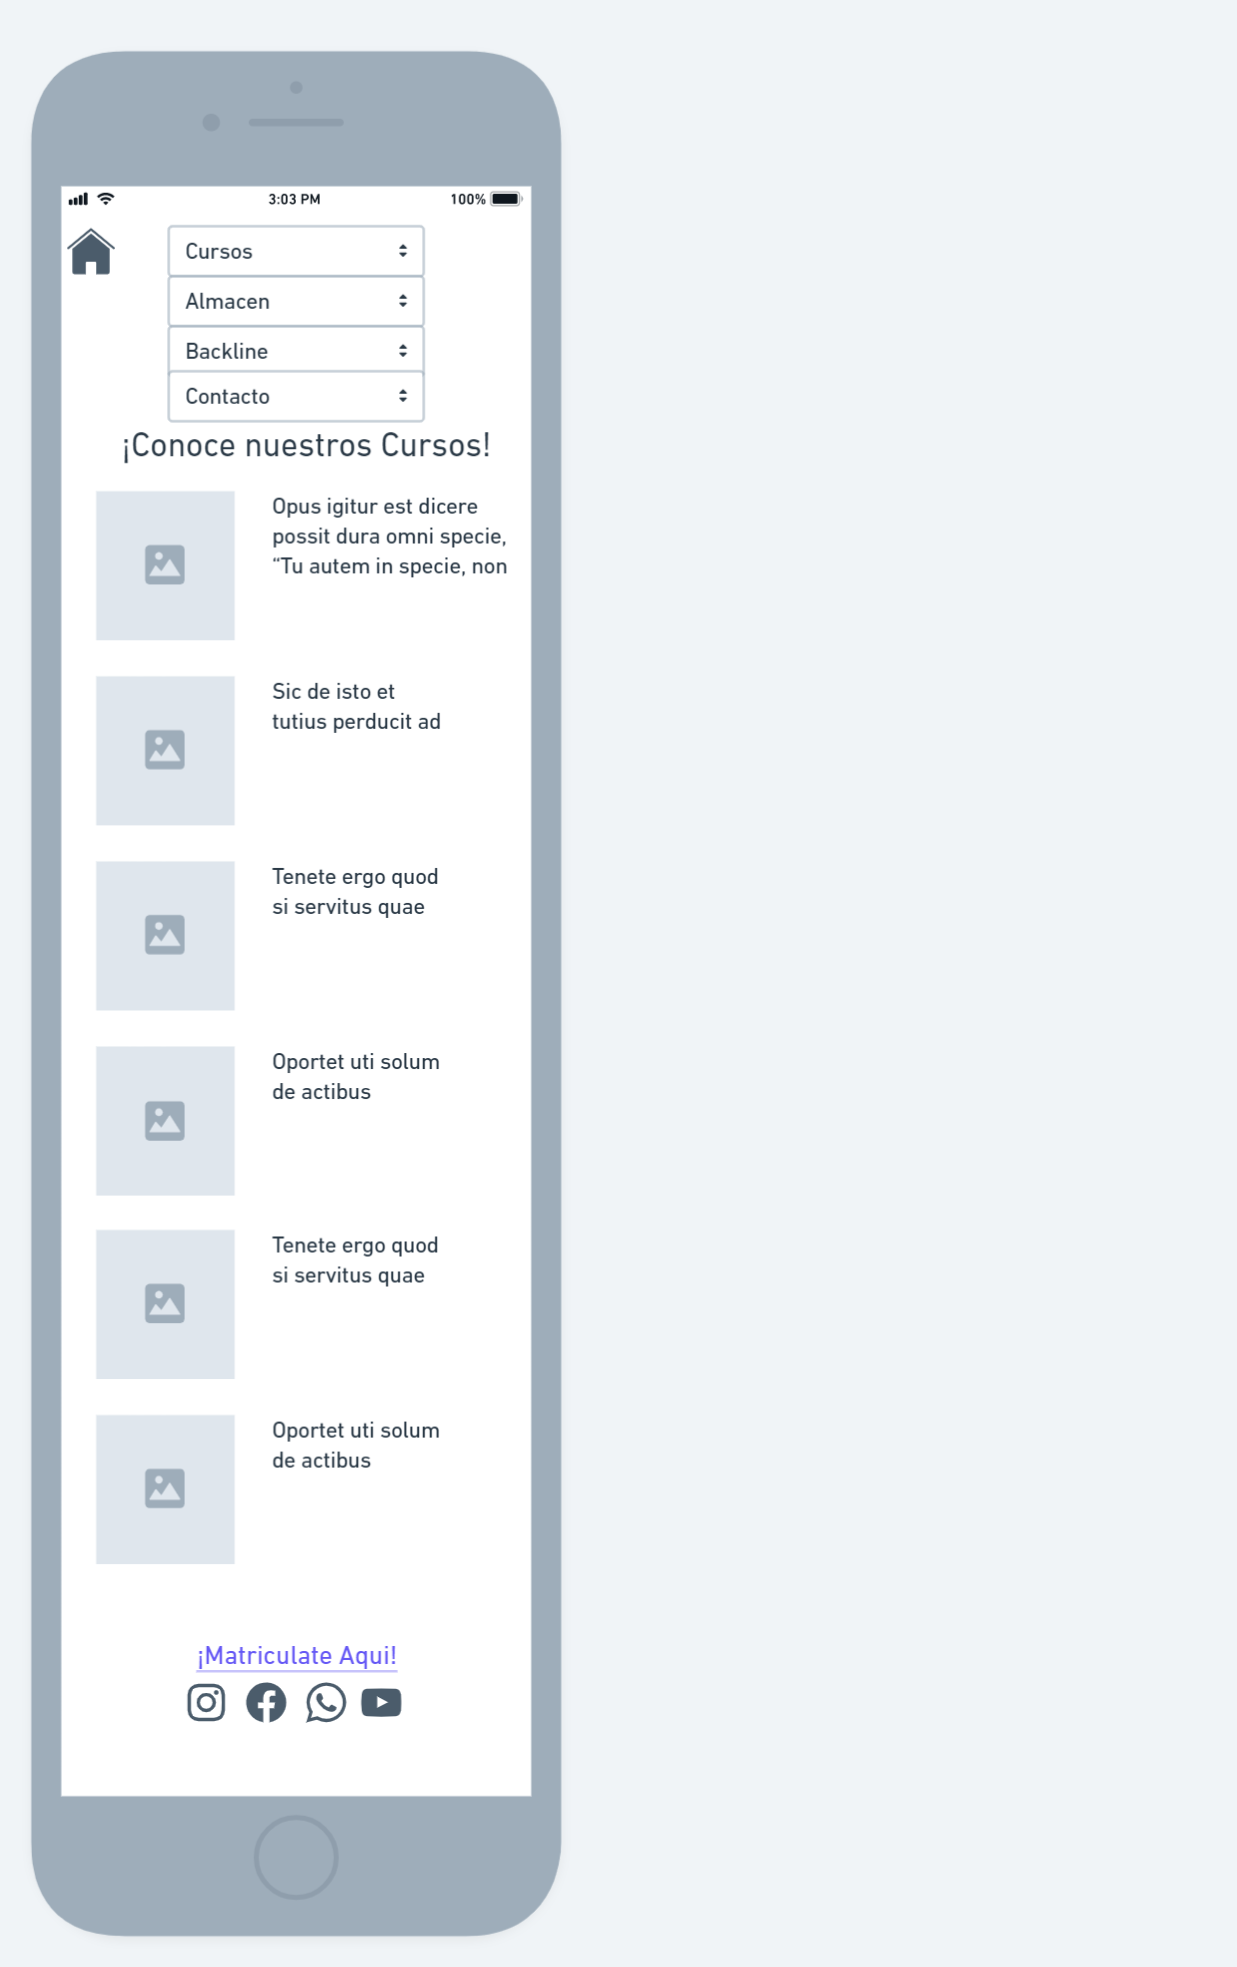 3:03 PM
100%
Cursos
Almacen
Backline
Contacto
¡Conoce nuestros Cursos!
Opus igitur est dicere
possit dura omni specie,
“Tu autem in specie, non
Sic de isto et
tutius perducit ad
Tenete ergo quod
si servitus quae
Oportet uti solum
de actibus
Tenete ergo quod
si servitus quae
Oportet uti solum
de actibus
¡Matriculate Aqui!